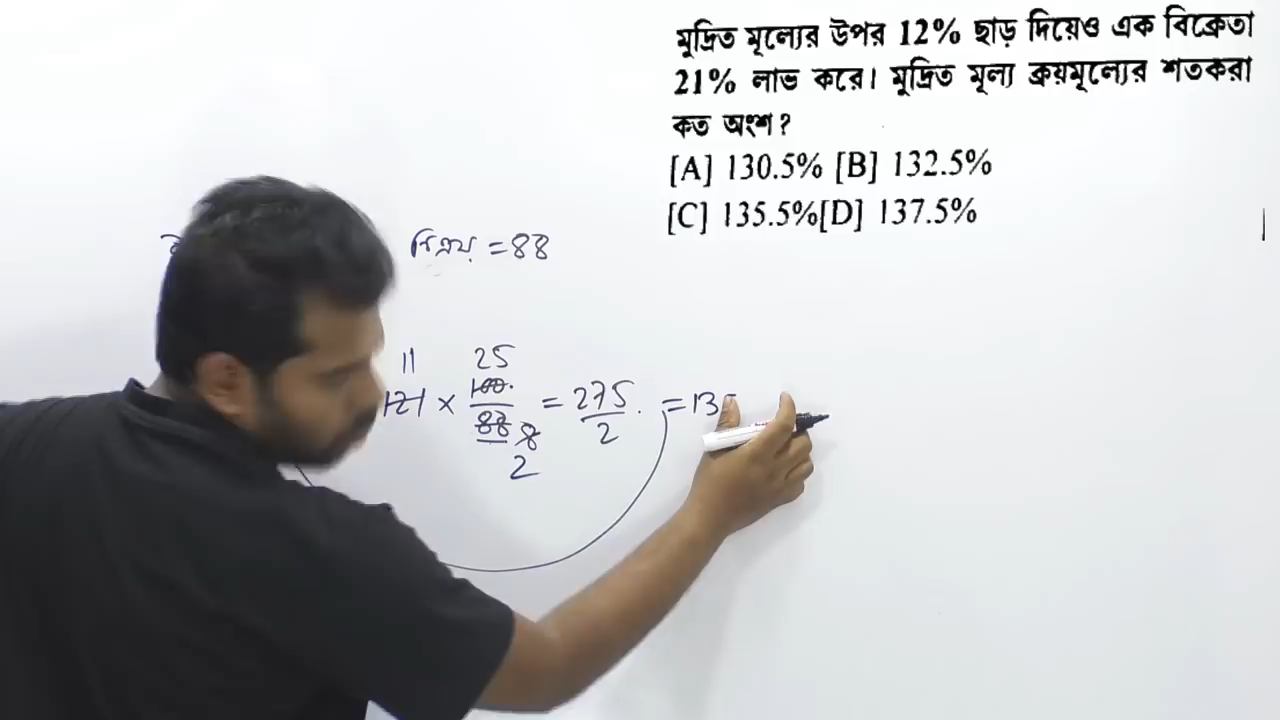 মুদ্রিত মূল্যের উপর 12% ছাড় দিয়েও এক বিক্রেতা
21% লাভ করে। মুদ্রিত মূল্য ক্রয়মূল্যের শতকরা
কত অংশ ?
[A] 130.5% [B] 132.5%
[C] 135.5%[D] 137.5%
বিক্রয় = 88
11 25
121 × 100 = 275 = 13
88 8 2
2